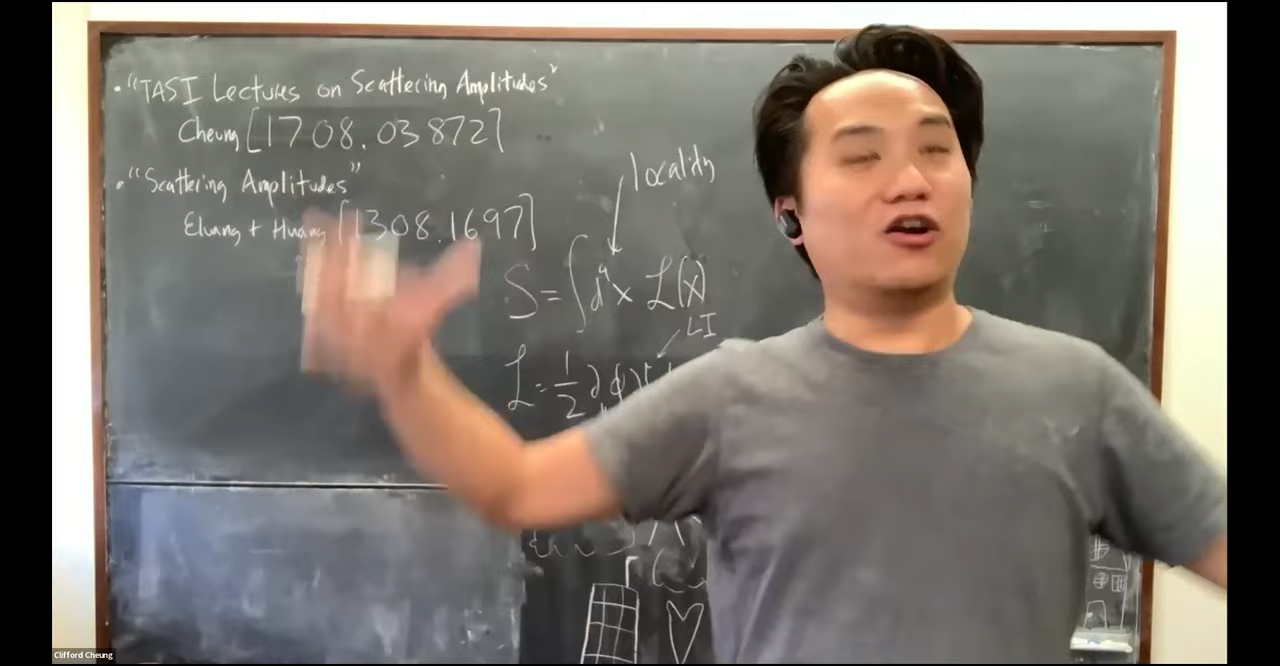 • "TASI Lectures on Scattering Amplitudes"
Cheung [1708.03872]
• "Scattering Amplitudes"
Elvang + Huang [1308.1697]
locality
S = ∫d⁴x ℒ(x)
LI
ℒ = 1/2 ∂ϕ∂
Clifford Cheung